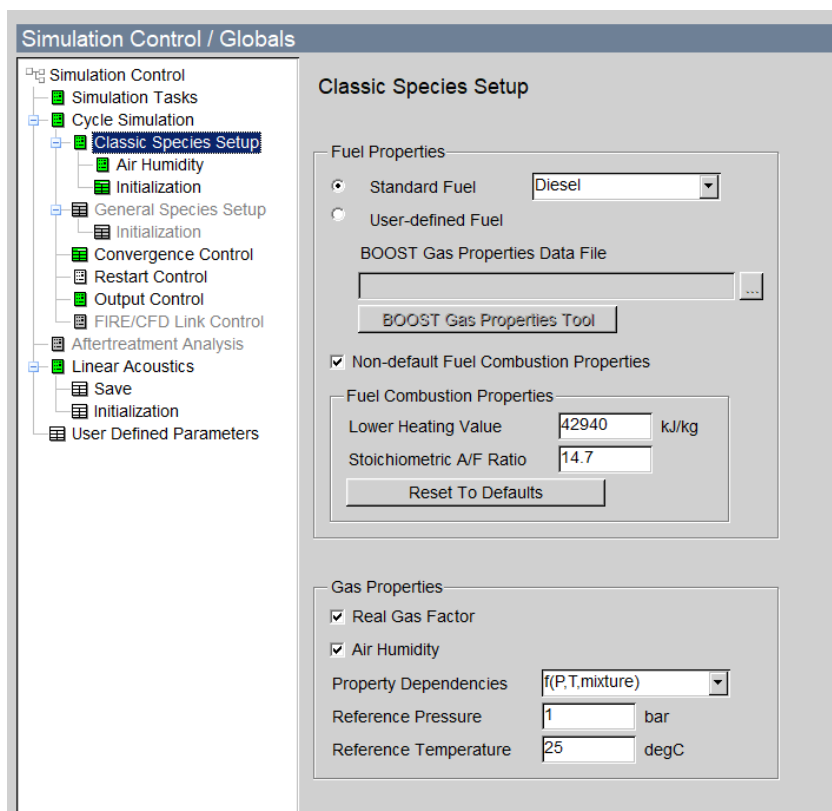 Simulation Control / Globals
Simulation Control
Simulation Tasks
Cycle Simulation
Classic Species Setup
Air Humidity
Initialization
General Species Setup
Initialization
Convergence Control
Restart Control
Output Control
FIRE/CFD Link Control
Aftertreatment Analysis
Linear Acoustics
Save
Initialization
User Defined Parameters
Classic Species Setup
Fuel Properties
Standard Fuel Diesel
User-defined Fuel
BOOST Gas Properties Data File
...
BOOST Gas Properties Tool
Non-default Fuel Combustion Properties
Fuel Combustion Properties
Lower Heating Value 42940 kJ/kg
Stoichiometric A/F Ratio 14.7
Reset To Defaults
Gas Properties
Real Gas Factor
Air Humidity
Property Dependencies f(P,T,mixture)
Reference Pressure 1 bar
Reference Temperature 25 degC